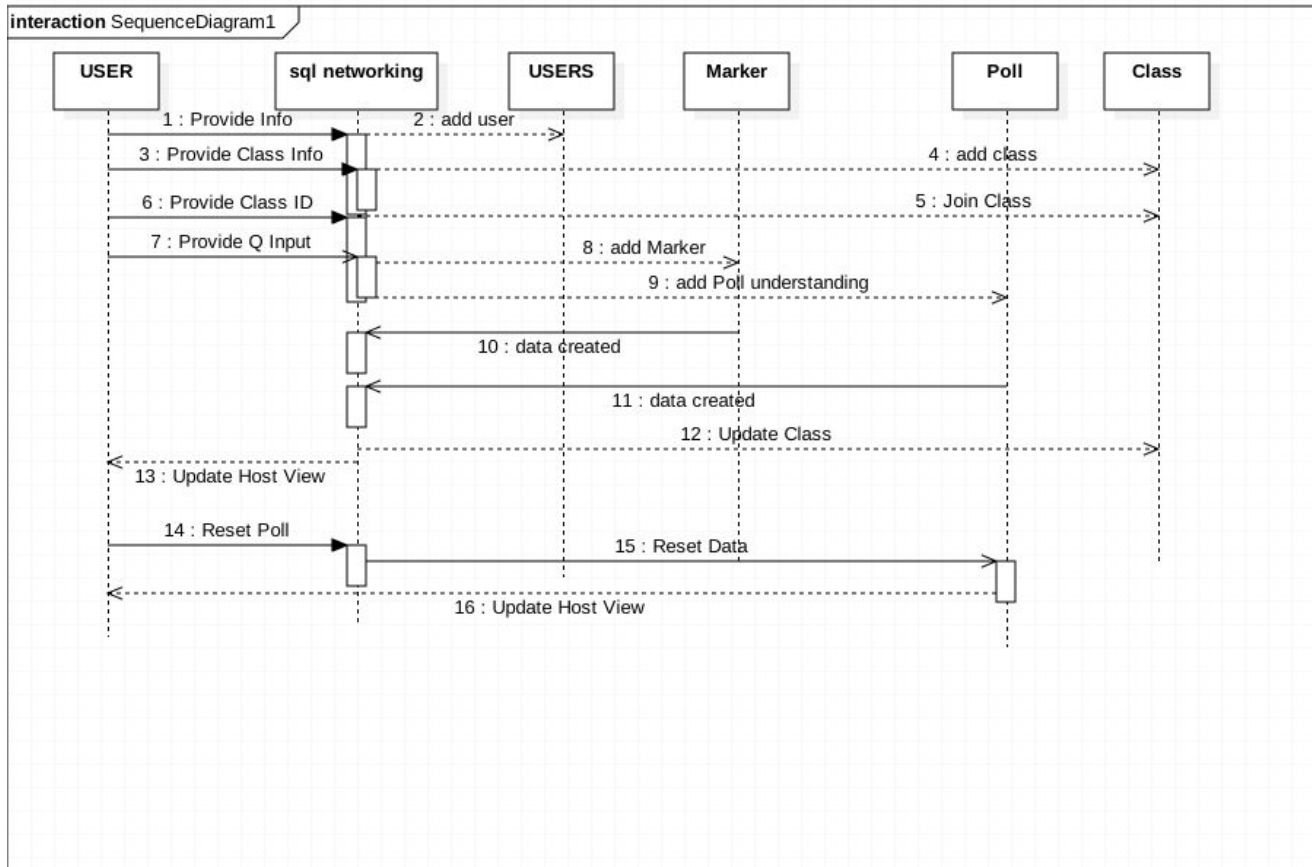 interaction SequenceDiagram1
USER
sql networking
USERS
Marker
Poll
Class
1 : Provide Info
2 : add user
3 : Provide Class Info
4 : add class
6 : Provide Class ID
5 : Join Class
7 : Provide Q Input
8 : add Marker
9 : add Poll understanding
10 : data created
11 : data created
12 : Update Class
13 : Update Host View
14 : Reset Poll
15 : Reset Data
16 : Update Host View